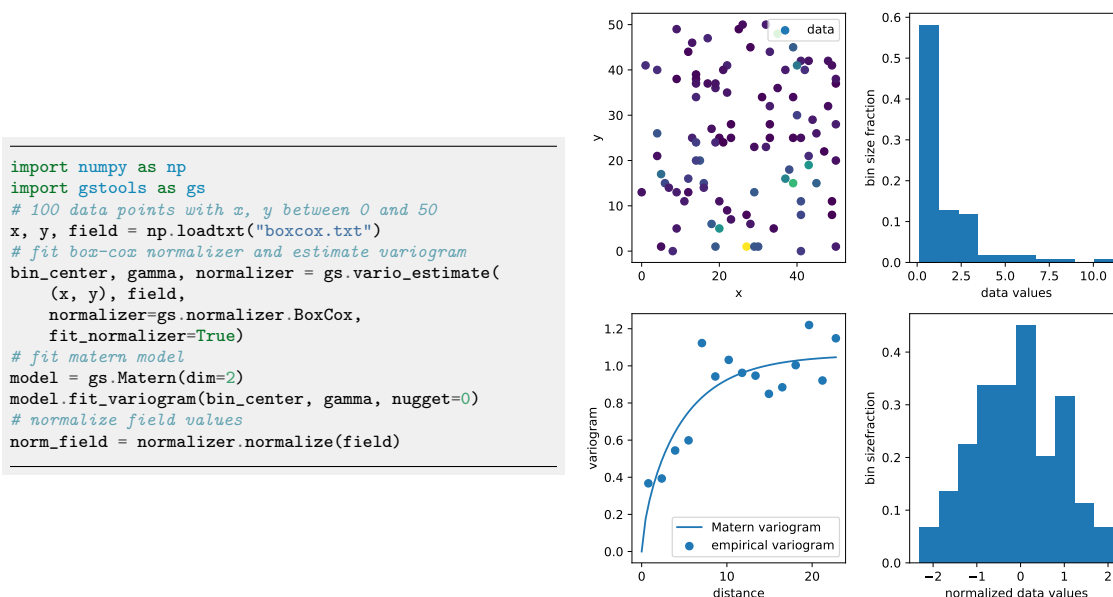 import numpy as np
import gstools as gs
# 100 data points with x, y between 0 and 50
x, y, field = np.loadtxt("boxcox.txt")
# fit box-cox normalizer and estimate variogram
bin_center, gamma, normalizer = gs.vario_estimate(
    (x, y), field,
    normalizer=gs.normalizer.BoxCox,
    fit_normalizer=True)
# fit matern model
model = gs.Matern(dim=2)
model.fit_variogram(bin_center, gamma, nugget=0)
# normalize field values
norm_field = normalizer.normalize(field)
50
40
30
20
10
0
y
data
0 20 40
x
0.6
0.5
0.4
0.3
0.2
0.1
0.0
bin size fraction
0.0 2.5 5.0 7.5 10.0
data values
1.2
1.0
0.8
0.6
0.4
0.2
0.0
variogram
Matern variogram
empirical variogram
0 10 20
distance
0.4
0.3
0.2
0.1
0.0
bin sizefraction
−2 −1 0 1 2
normalized data values